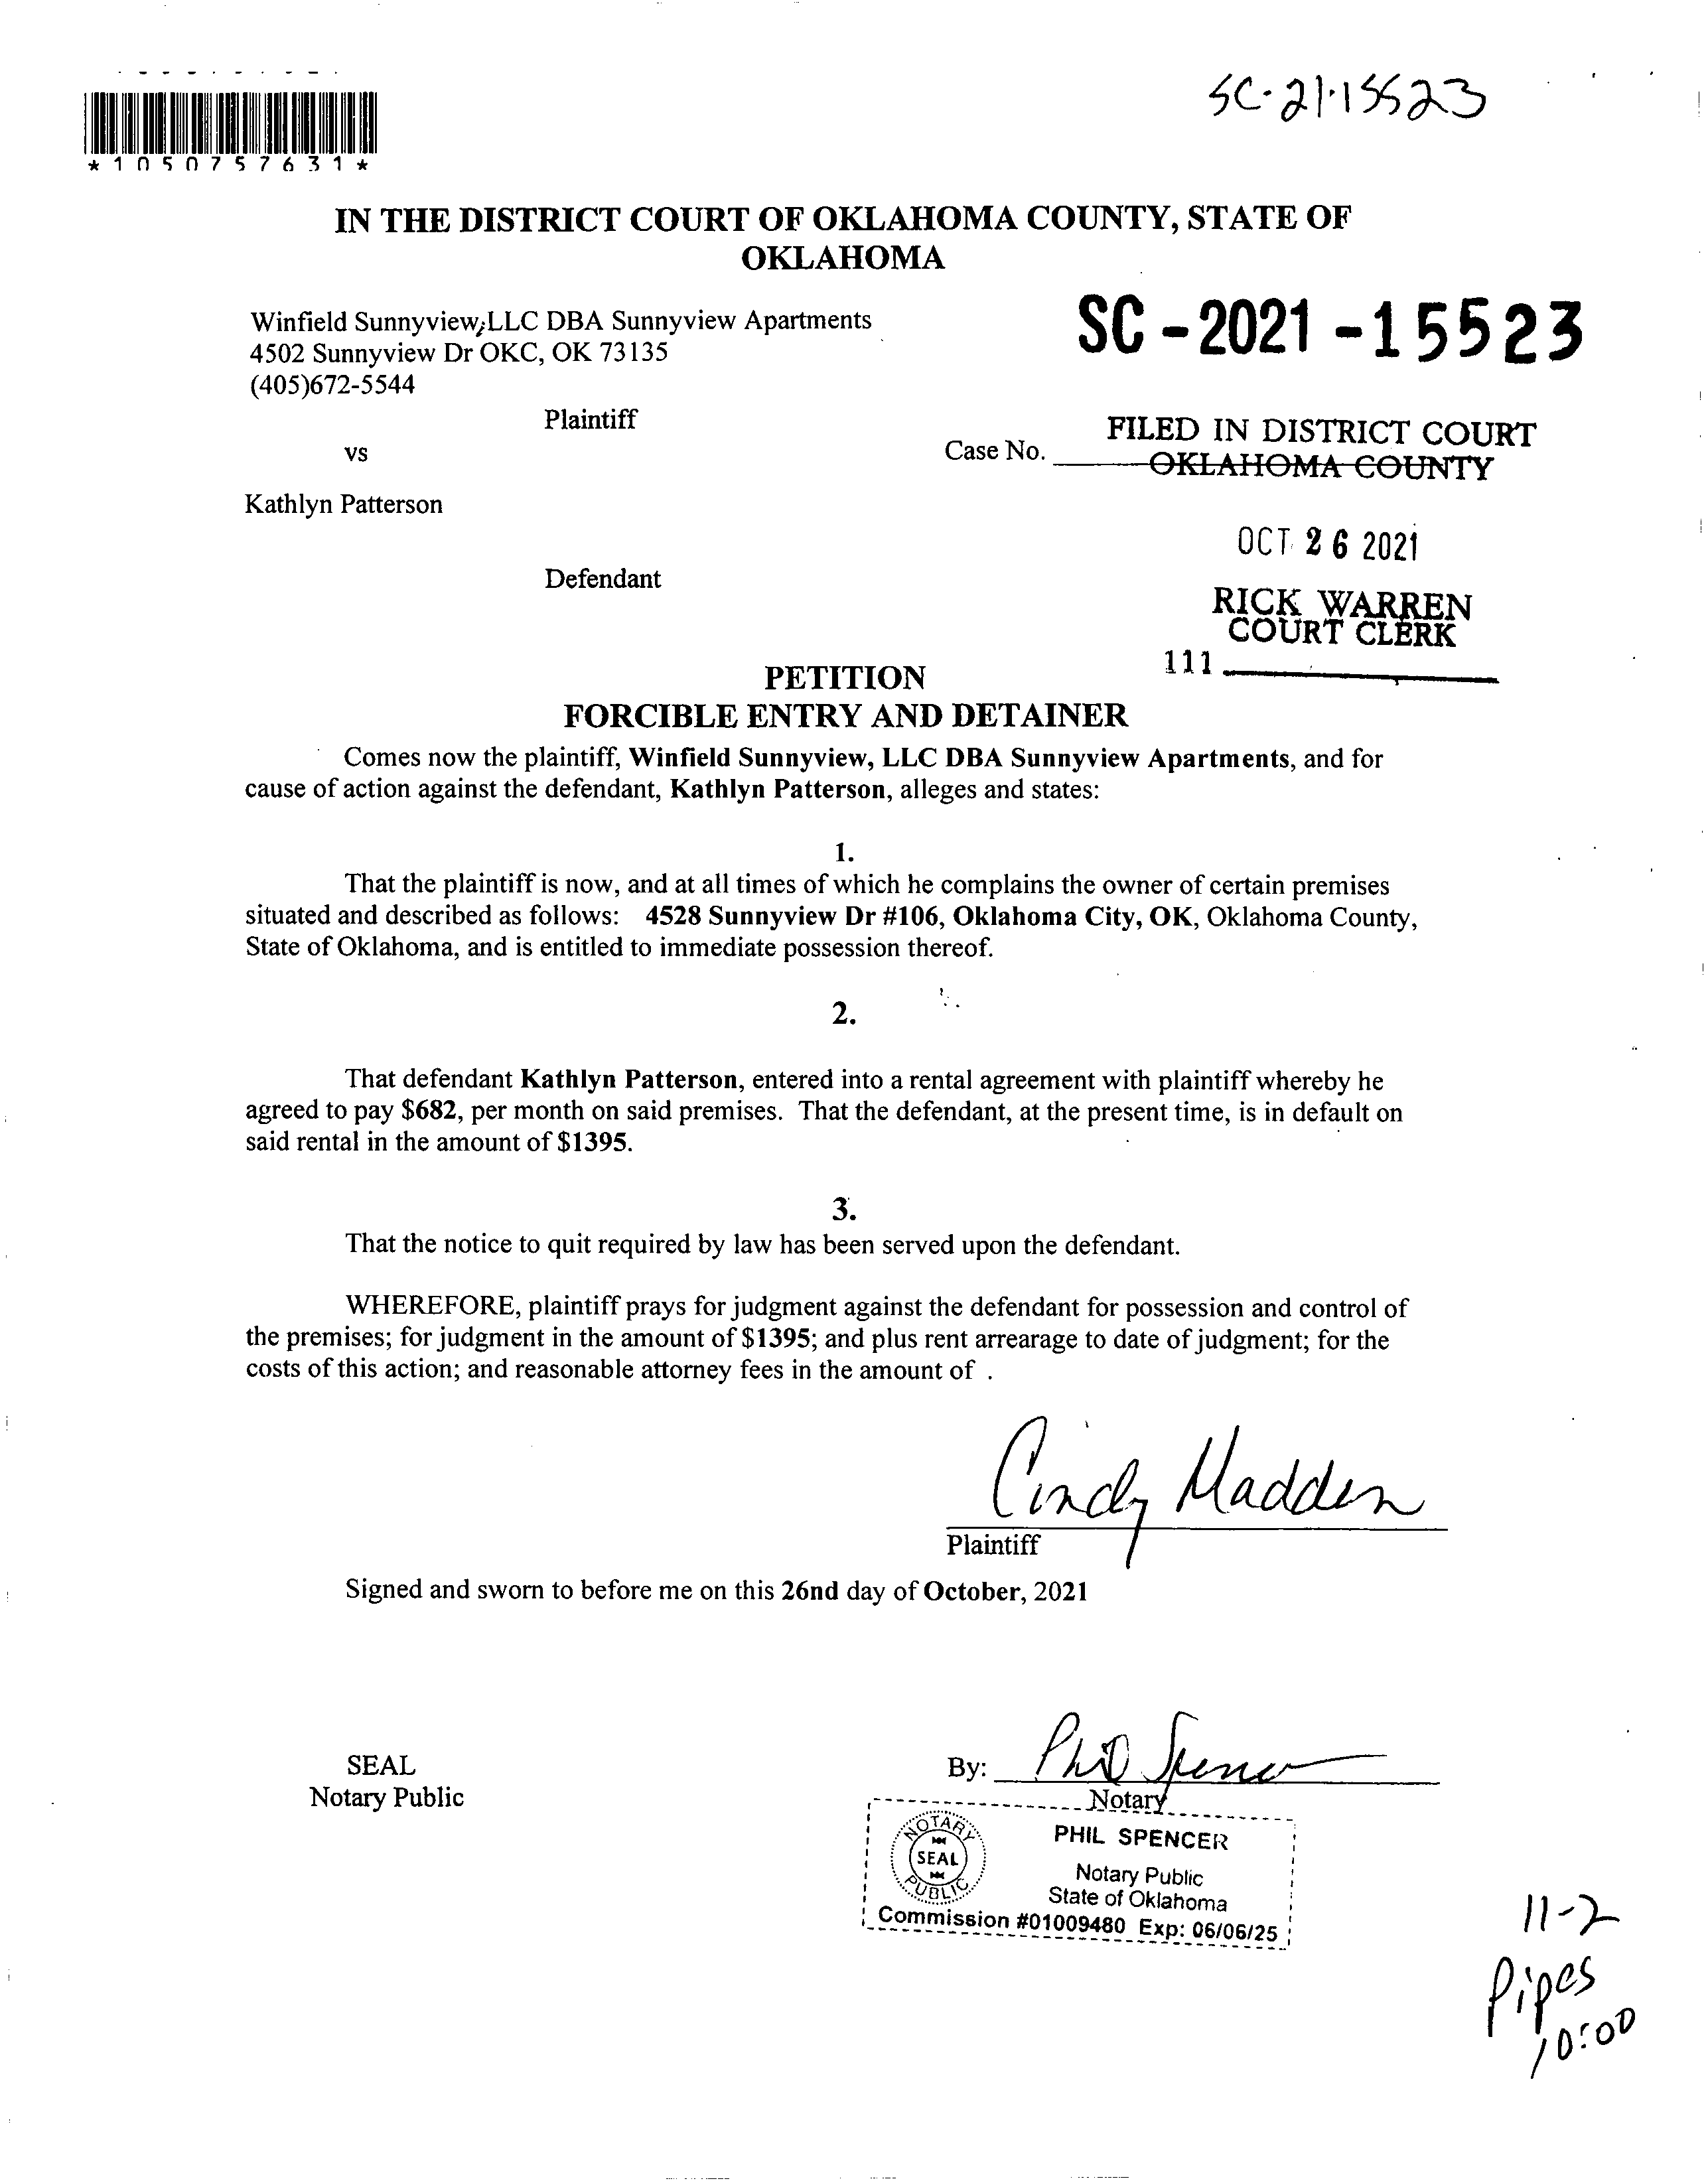 SC-21-15523
*1050757631*
IN THE DISTRICT COURT OF OKLAHOMA COUNTY, STATE OF
OKLAHOMA
Winfield Sunnyview, LLC DBA Sunnyview Apartments
4502 Sunnyview Dr OKC, OK 73135
(405)672-5544
SC-2021-15523
Plaintiff
vs
Case No.
FILED IN DISTRICT COURT
OKLAHOMA COUNTY
Kathlyn Patterson
OCT 26 2021
Defendant
RICK WARREN
COURT CLERK
111
PETITION
FORCIBLE ENTRY AND DETAINER
Comes now the plaintiff, Winfield Sunnyview, LLC DBA Sunnyview Apartments, and for
cause of action against the defendant, Kathlyn Patterson, alleges and states:
1.
That the plaintiff is now, and at all times of which he complains the owner of certain premises
situated and described as follows: 4528 Sunnyview Dr #106, Oklahoma City, OK, Oklahoma County,
State of Oklahoma, and is entitled to immediate possession thereof.
2.
That defendant Kathlyn Patterson, entered into a rental agreement with plaintiff whereby he
agreed to pay $682, per month on said premises. That the defendant, at the present time, is in default on
said rental in the amount of $1395.
3.
That the notice to quit required by law has been served upon the defendant.
WHEREFORE, plaintiff prays for judgment against the defendant for possession and control of
the premises; for judgment in the amount of $1395; and plus rent arrearage to date of judgment; for the
costs of this action; and reasonable attorney fees in the amount of .
Cindy Madden
Plaintiff
Signed and sworn to before me on this 26nd day of October, 2021
SEAL
Notary Public
By: Phil Spencer
Notary
NOTARY
SEAL
PUBLIC
PHIL SPENCER
Notary Public
State of Oklahoma
Commission #01009480 Exp: 06/06/25
11-2
Pipes
10:00